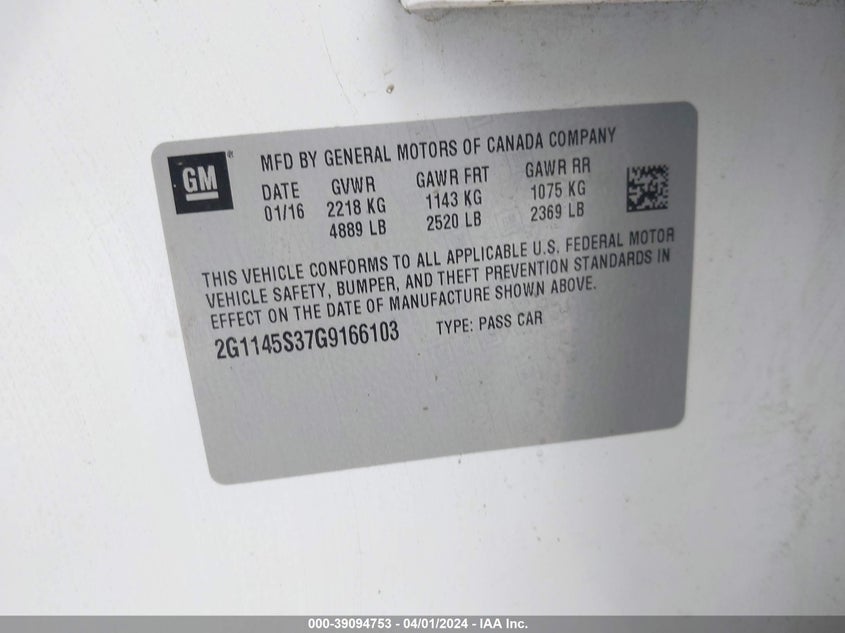 GM ®
MFD BY GENERAL MOTORS OF CANADA COMPANY
DATE GVWR GAWR FRT GAWR RR
01/16 2218 KG 1143 KG 1075 KG
4889 LB 2520 LB 2369 LB
THIS VEHICLE CONFORMS TO ALL APPLICABLE U.S. FEDERAL MOTOR
VEHICLE SAFETY, BUMPER, AND THEFT PREVENTION STANDARDS IN
EFFECT ON THE DATE OF MANUFACTURE SHOWN ABOVE.
2G1145S37G9166103 TYPE: PASS CAR
000-39094753 - 04/01/2024 - IAA Inc.